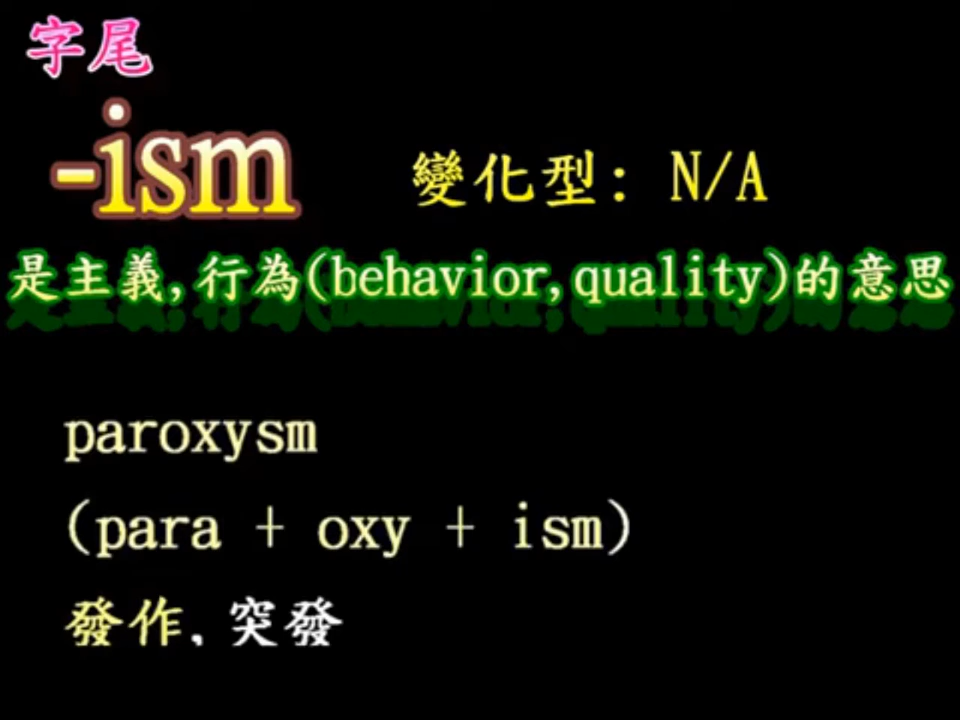 字尾
-ism 變化型: N/A
是主義,行為(behavior,quality)的意思
paroxysm
(para + oxy + ism)
發作,突發